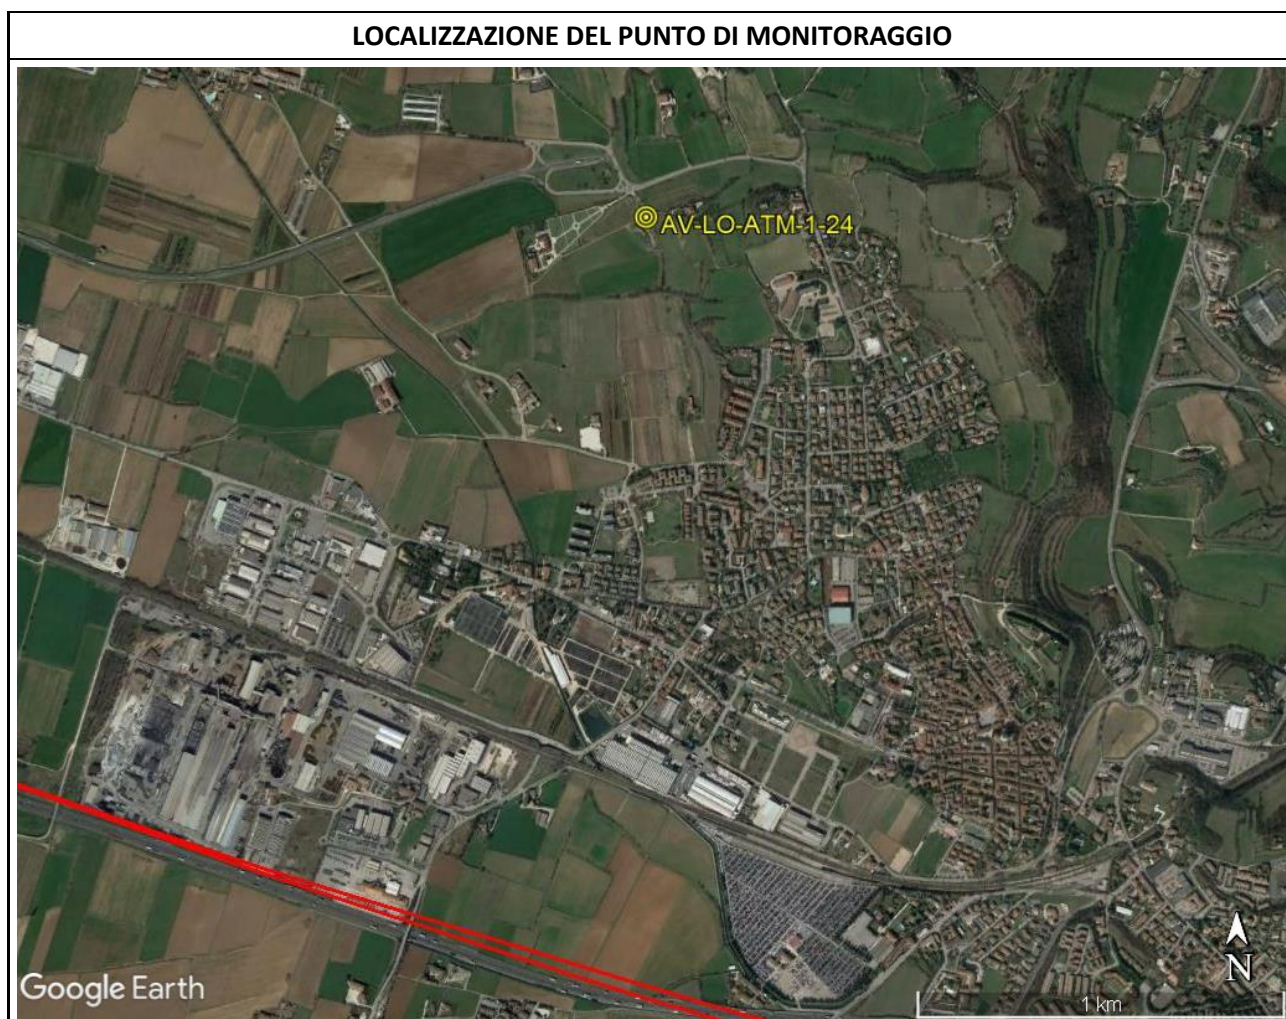 LOCALIZZAZIONE DEL PUNTO DI MONITORAGGIO
AV-LO-ATM-1-24
N
Google Earth
1 km